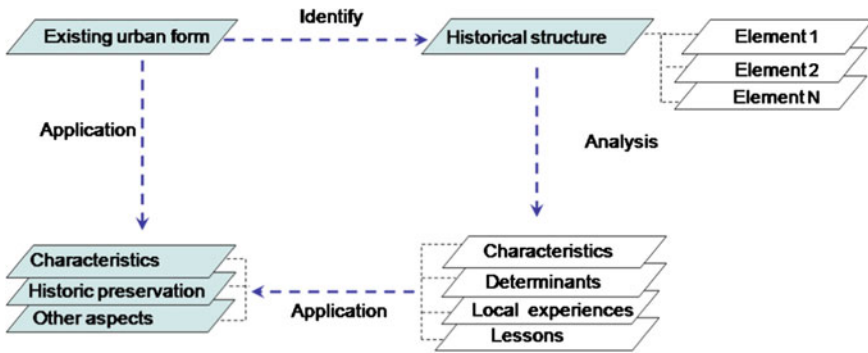 Identify
Existing urban form
Historical structure
Element 1
Element 2
Element N
Application
Analysis
Characteristics
Historic preservation
Other aspects
Application
Characteristics
Determinants
Local experiences
Lessons